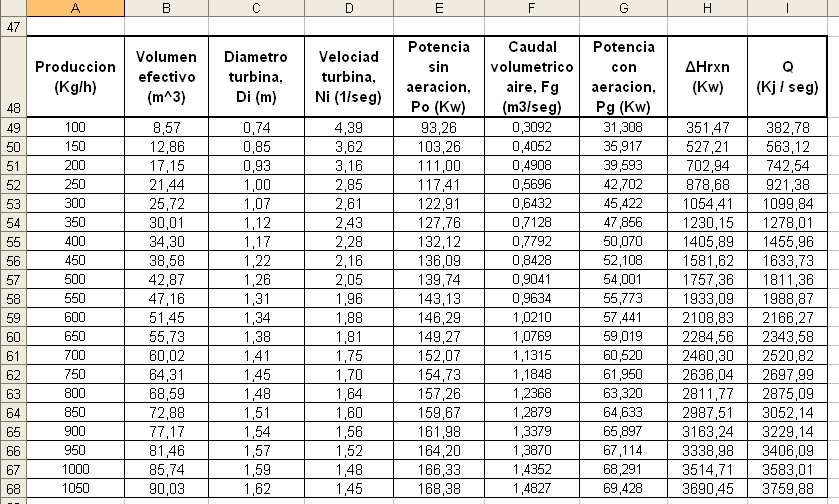 A B C D E F G H I
47
48 Produccion (Kg/h) Volumen efectivo (m^3) Diametro turbina, Di (m) Velociad turbina, Ni (1/seg) Potencia sin aeracion, Po (Kw) Caudal volumetrico aire, Fg (m3/seg) Potencia con aeracion, Pg (Kw) ΔHrxn (Kw) Q (Kj / seg)
49 100 8,57 0,74 4,39 93,26 0,3092 31,308 351,47 382,78
50 150 12,86 0,85 3,62 103,26 0,4052 35,917 527,21 563,12
51 200 17,15 0,93 3,16 111,00 0,4908 39,593 702,94 742,54
52 250 21,44 1,00 2,85 117,41 0,5696 42,702 878,68 921,38
53 300 25,72 1,07 2,61 122,91 0,6432 45,422 1054,41 1099,84
54 350 30,01 1,12 2,43 127,76 0,7128 47,856 1230,15 1278,01
55 400 34,30 1,17 2,28 132,12 0,7792 50,070 1405,89 1455,96
56 450 38,58 1,22 2,16 136,09 0,8428 52,108 1581,62 1633,73
57 500 42,87 1,26 2,05 139,74 0,9041 54,001 1757,36 1811,36
58 550 47,16 1,31 1,96 143,13 0,9634 55,773 1933,09 1988,87
59 600 51,45 1,34 1,88 146,29 1,0210 57,441 2108,83 2166,27
60 650 55,73 1,38 1,81 149,27 1,0769 59,019 2284,56 2343,58
61 700 60,02 1,41 1,75 152,07 1,1315 60,520 2460,30 2520,82
62 750 64,31 1,45 1,70 154,73 1,1848 61,950 2636,04 2697,99
63 800 68,59 1,48 1,64 157,26 1,2368 63,320 2811,77 2875,09
64 850 72,88 1,51 1,60 159,67 1,2879 64,633 2987,51 3052,14
65 900 77,17 1,54 1,56 161,98 1,3379 65,897 3163,24 3229,14
66 950 81,46 1,57 1,52 164,20 1,3870 67,114 3338,98 3406,09
67 1000 85,74 1,59 1,48 166,33 1,4352 68,291 3514,71 3583,01
68 1050 90,03 1,62 1,45 168,38 1,4827 69,428 3690,45 3759,88